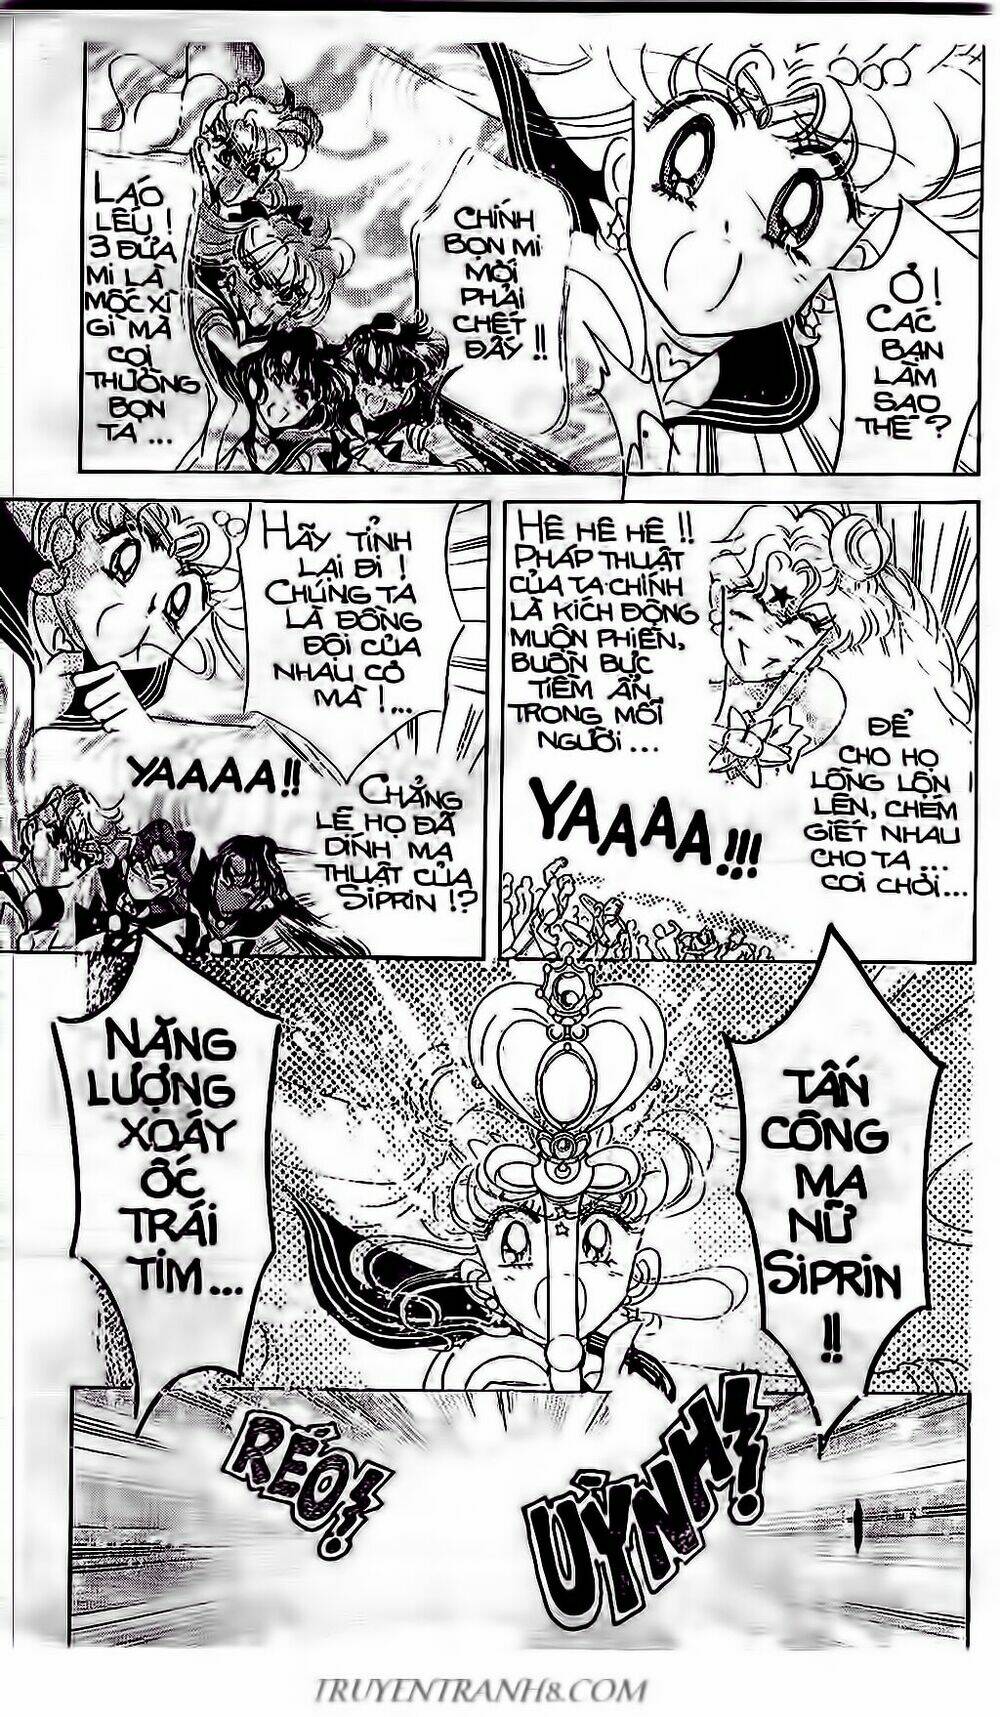 Ơ!
CÁC
BẠN
LÀM
SAO
THẾ?
CHÍNH
BỌN MI
MỚI
PHẢI
CHẾT
ĐẤY!!
LÁO
LẾU!
3 ĐỨA
MI LÀ
MỐC XÌ
GÌ MÀ
COI
THƯỜNG
BỌN
TA...
HÊ HÊ HÊ!!
PHÁP THUẬT
CỦA TA CHÍNH
LÀ KÍCH ĐỘNG
MUỘN PHIỀN,
BUỒN BỰC
TIỀM ẨN
TRONG MỖI
NGƯỜI...
ĐỂ
CHO HỌ
LỒNG LỘN
LÊN, CHÉM
GIẾT NHAU
CHO TA...
COI CHƠI...
YAAAA!!!
HÃY TỈNH
LẠI ĐI!
CHÚNG TA
LÀ ĐỒNG
ĐỘI CỦA
NHAU CƠ
MÀ!...
YAAAA!!
CHẲNG
LẼ HỌ ĐÃ
DÍNH MA
THUẬT CỦA
SIPRIN!?
TẤN
CÔNG
MA
NỮ
SIPRIN
!!
NĂNG
LƯỢNG
XOÁY
ỐC
TRÁI
TIM...
RÉO!!
UỲNH!!
TRUYENTRANH8.COM